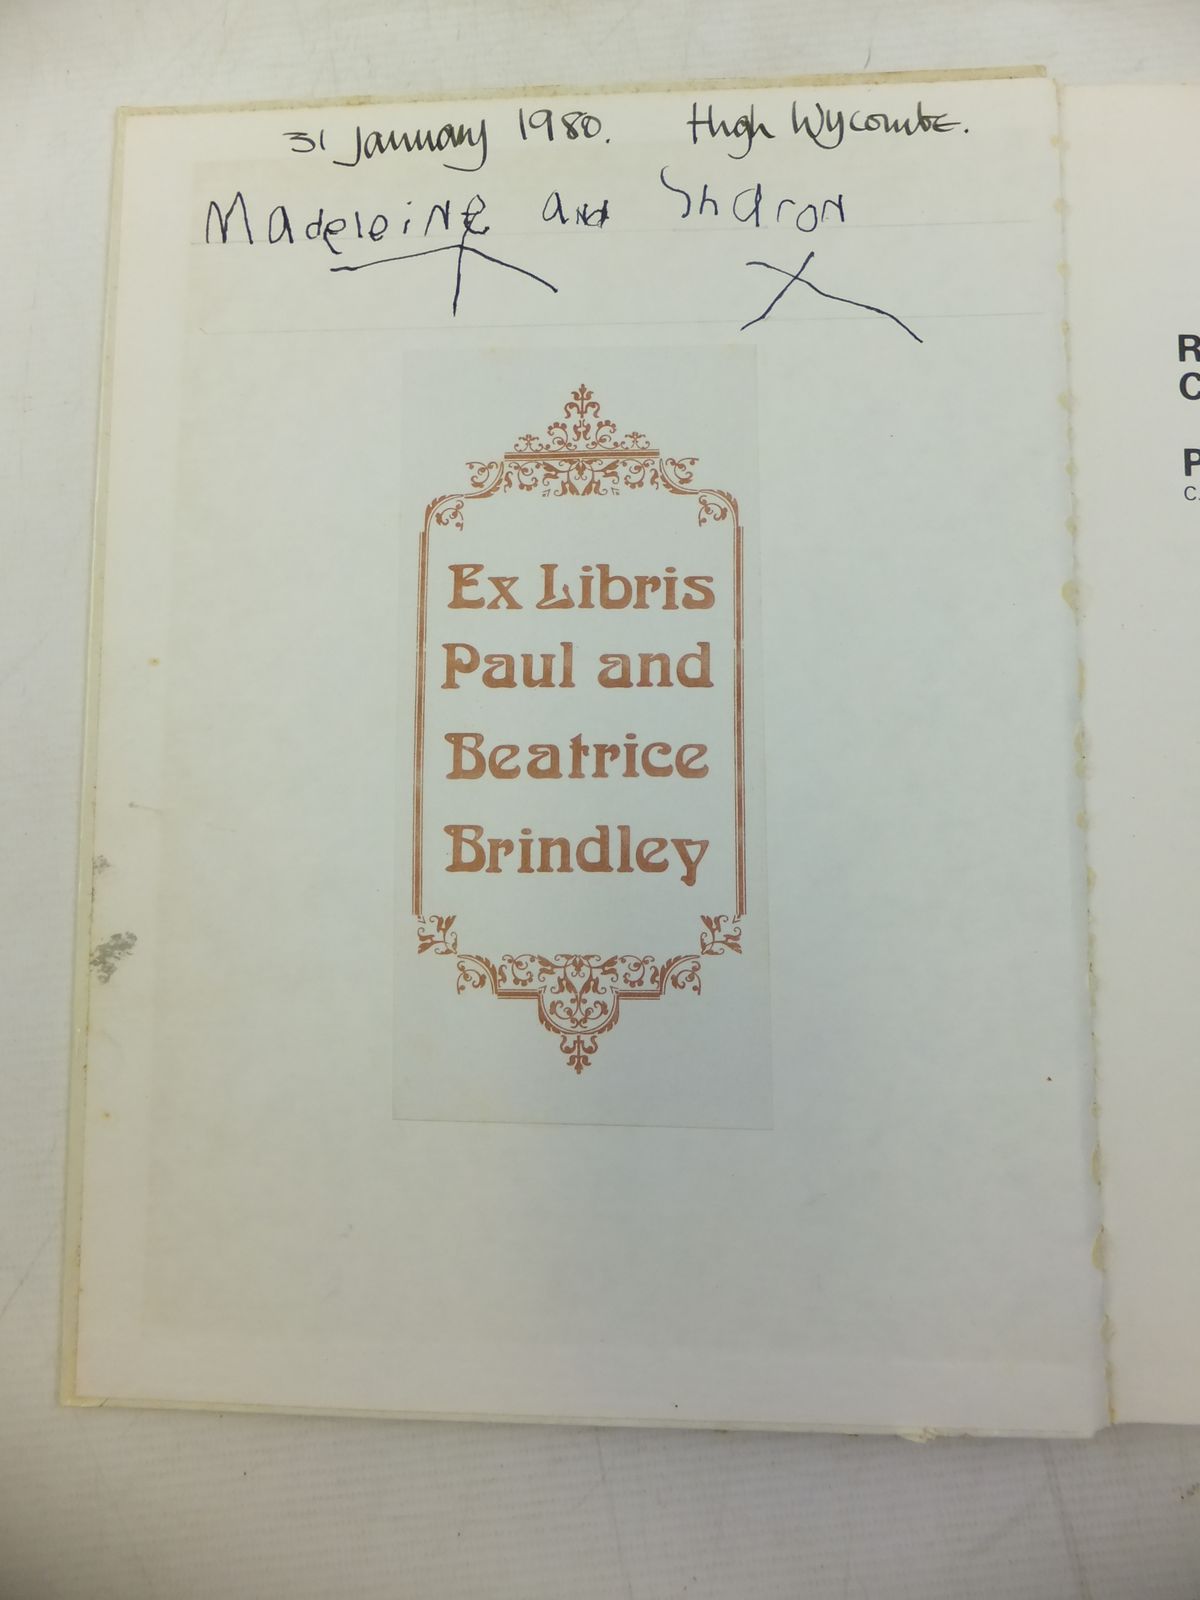 31 January 1980. High Wycombe.
Madeleine and Sharon
Ex Libris
Paul and
Beatrice
Brindley
R
C
P
C.